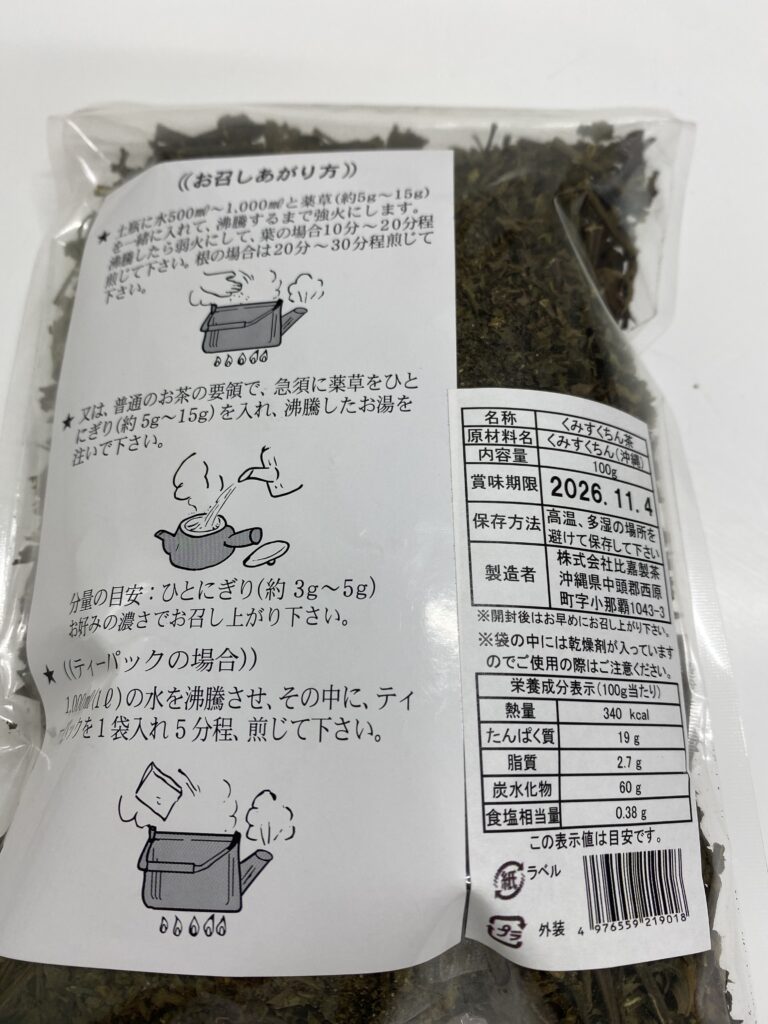 ((お召しあがり方))
★ 土瓶に水500㎖～1,000㎖と薬草(約5g～15g)
を一緒に入れて、沸騰するまで強火にします。
沸騰したら弱火にして、葉の場合10分～20分程
煎じて下さい。根の場合は20分～30分程煎じて
下さい。
★ 又は、普通のお茶の要領で、急須に薬草をひと
にぎり(約 5g～15g)を入れ、沸騰したお湯を
注いで下さい。
分量の目安：ひとにぎり(約 3g～5g)
お好みの濃さでお召し上がり下さい。
★ ((ティーパックの場合))
1,000㎖(1ℓ)の水を沸騰させ、その中に、ティ
ーパックを1袋入れ5分程、煎じて下さい。
名称 くみすくちん茶
原材料名 くみすくちん(沖縄)
内容量 100g
賞味期限 2026.11.4
保存方法 高温、多湿の場所を
避けて保存して下さい
製造者 株式会社比嘉製茶
沖縄県中頭郡西原
町字小那覇1043-3
※開封後はお早めにお召し上がり下さい。
※袋の中には乾燥剤が入っています
のでご使用の際はご注意ください。
栄養成分表示(100g当たり)
熱量 340 kcal
たんぱく質 19 g
脂質 2.7 g
炭水化物 60 g
食塩相当量 0.38 g
この表示値は目安です。
紙 ラベル
プラ 外装
4 976559 219018